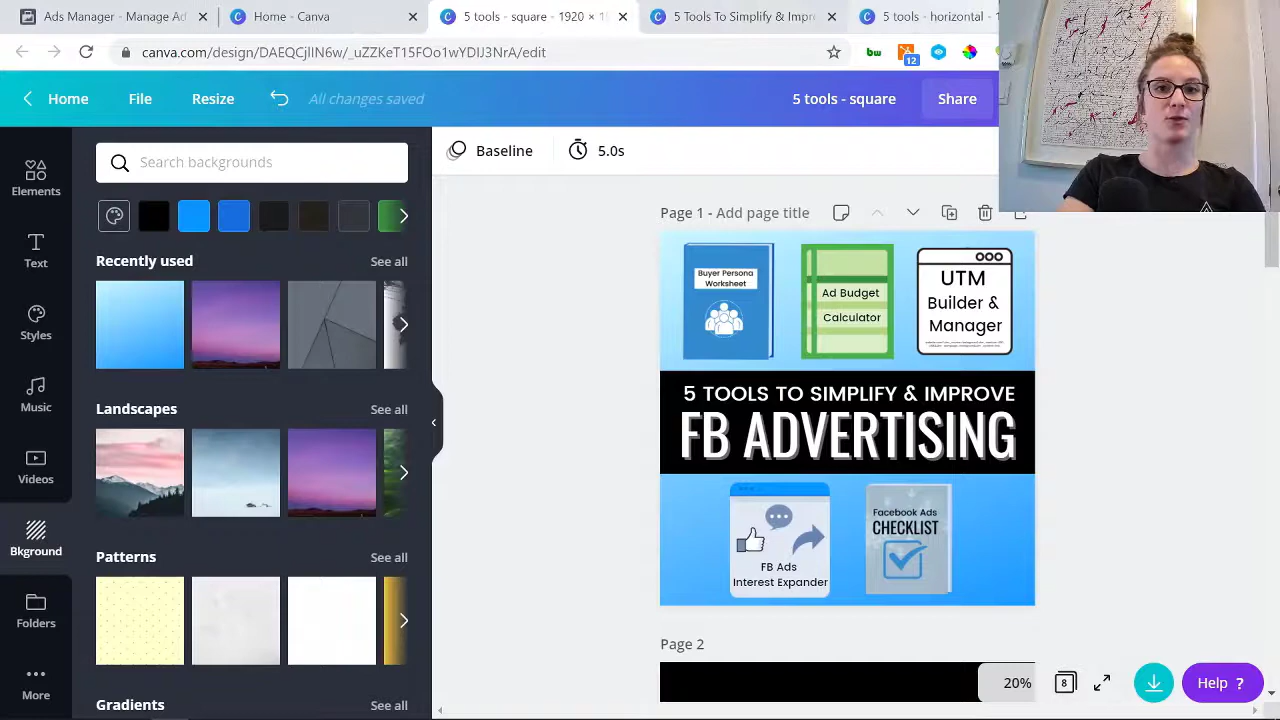 Ads Manager - Manage Ads
Home - Canva
5 tools - square - 1920 × 1
5 Tools To Simplify & Impr
5 tools - horizontal - 1
canva.com/design/DAEQCjlIN6w/_uZZKeT15FOo1wYDIJ3NrA/edit
bw
12
Home
File
Resize
All changes saved
5 tools - square
Share
Elements
Text
Styles
Music
Videos
Bkground
Folders
More
Search backgrounds
Recently used
See all
Landscapes
See all
Patterns
See all
Gradients
See all
Baseline
5.0s
Page 1 - Add page title
Buyer Persona
Worksheet
Ad Budget
Calculator
UTM
Builder &
Manager
5 TOOLS TO SIMPLIFY & IMPROVE
FB ADVERTISING
FB Ads
Interest Expander
Facebook Ads
CHECKLIST
Page 2
20%
8
Help ?